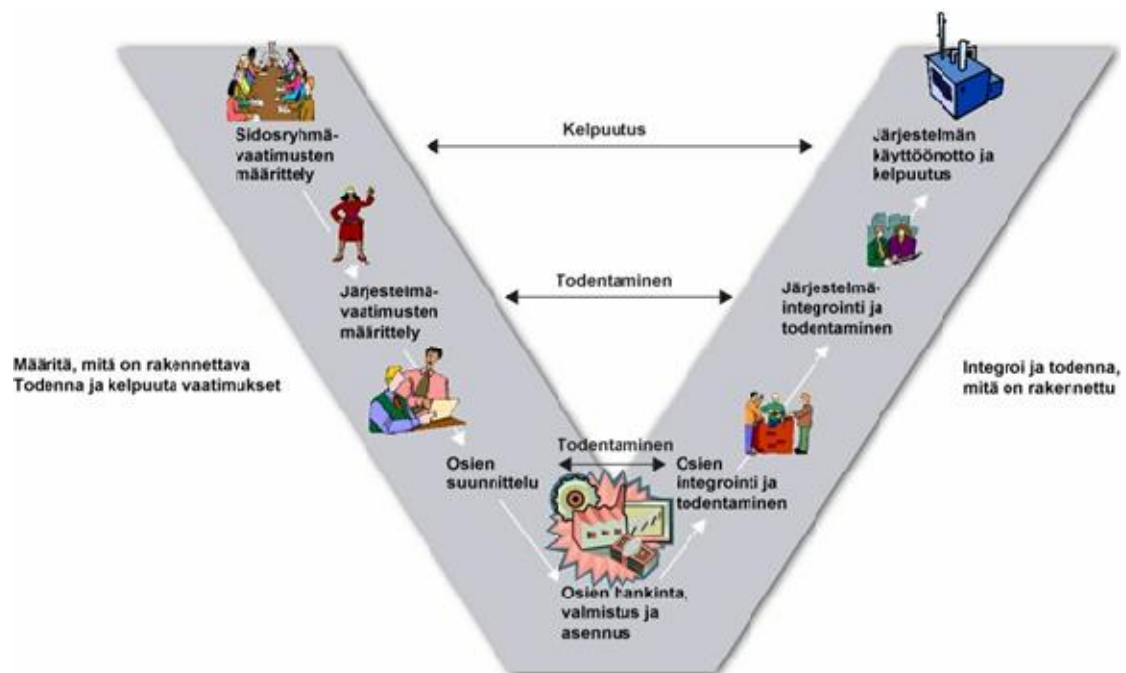 Kelpuutus
Sidosryhmä-
vaatimusten
määrittely
Järjestelmän
käyttöönotto ja
kelpuutus
Todentaminen
Järjestelmä-
vaatimusten
määrittely
Järjestelmä-
integrointi ja
todentaminen
Määritä, mitä on rakennettava
Todenna ja kelpuuta vaatimukset
Integroi ja todenna,
mitä on rakennettu
Todentaminen
Osien
suunnittelu
Osien
integrointi ja
todentaminen
Osien hankinta,
valmistus ja
asennus